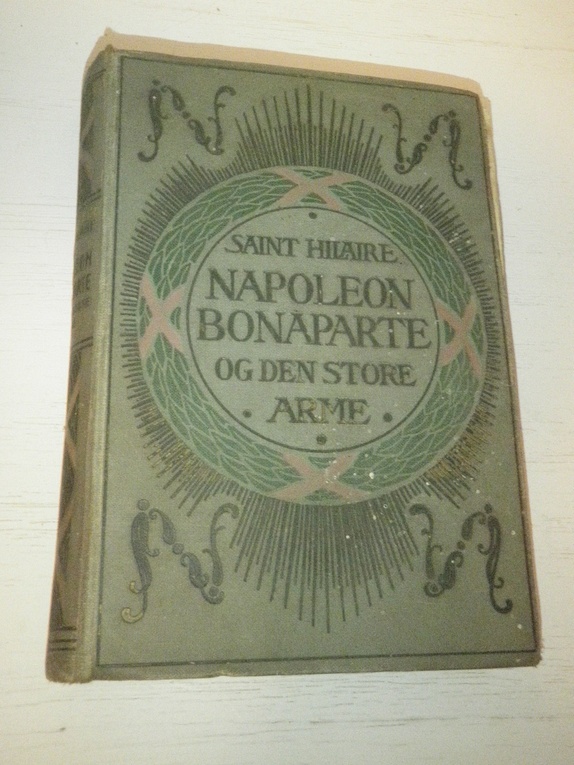 SAINT HILAIRE.
NAPOLEON
BONAPARTE
OG DEN STORE
• ARME •
N
N
N
N